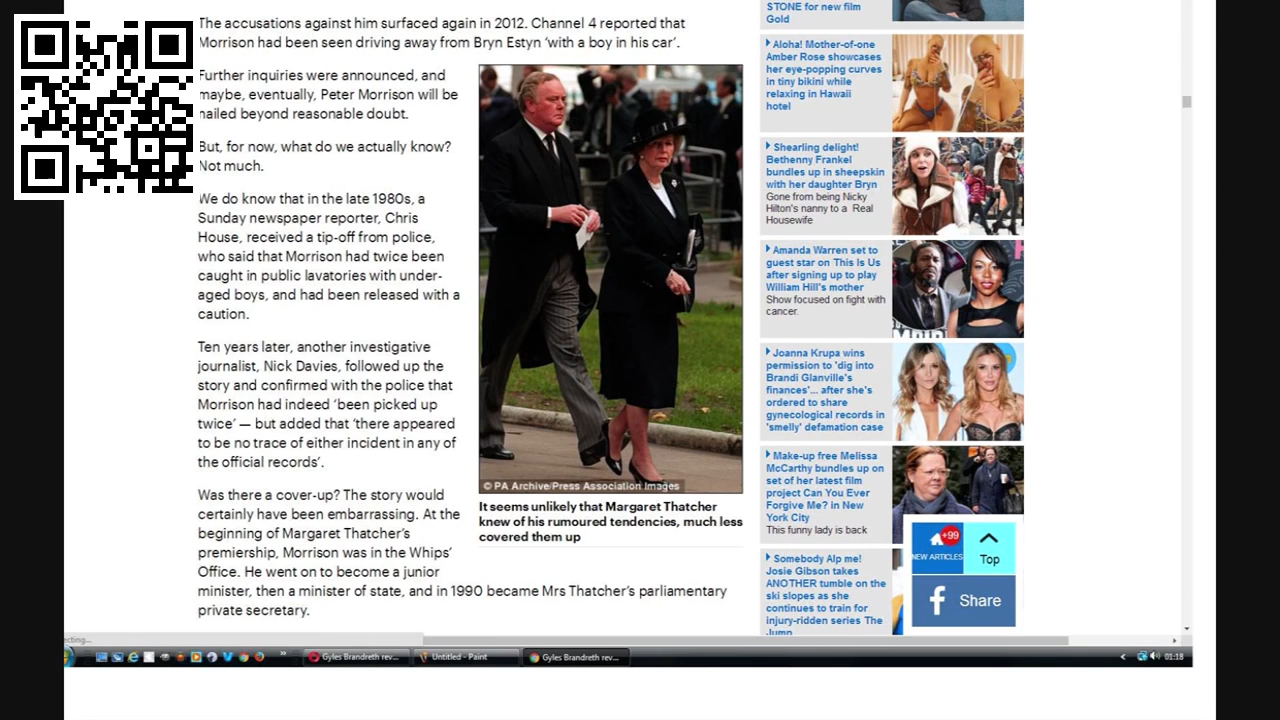 The accusations against him surfaced again in 2012. Channel 4 reported that
Morrison had been seen driving away from Bryn Estyn ‘with a boy in his car’.
Further inquiries were announced, and
maybe, eventually, Peter Morrison will be
nailed beyond reasonable doubt.
But, for now, what do we actually know?
Not much.
We do know that in the late 1980s, a
Sunday newspaper reporter, Chris
House, received a tip-off from police,
who said that Morrison had twice been
caught in public lavatories with under-
aged boys, and had been released with a
caution.
Ten years later, another investigative
journalist, Nick Davies, followed up the
story and confirmed with the police that
Morrison had indeed ‘been picked up
twice’ — but added that ‘there appeared
to be no trace of either incident in any of
the official records’.
Was there a cover-up? The story would
certainly have been embarrassing. At the
beginning of Margaret Thatcher’s
premiership, Morrison was in the Whips’
Office. He went on to become a junior
minister, then a minister of state, and in 1990 became Mrs Thatcher’s parliamentary
private secretary.
© PA Archive/Press Association Images
It seems unlikely that Margaret Thatcher
knew of his rumoured tendencies, much less
covered them up
STONE for new film
Gold
Aloha! Mother-of-one
Amber Rose showcases
her eye-popping curves
in tiny bikini while
relaxing in Hawaii
hotel
Shearling delight!
Bethenny Frankel
bundles up in sheepskin
with her daughter Bryn
Gone from being Nicky
Hilton's nanny to a Real
Housewife
Amanda Warren set to
guest star on This Is Us
after signing up to play
William Hill's mother
Show focused on fight with
cancer.
Joanna Krupa wins
permission to 'dig into
Brandi Glanville's
finances'... after she's
ordered to share
gynecological records in
'smelly' defamation case
Make-up free Melissa
McCarthy bundles up on
set of her latest film
project Can You Ever
Forgive Me? in New
York City
This funny lady is back
Somebody Alp me!
Josie Gibson takes
ANOTHER tumble on the
ski slopes as she
continues to train for
injury-ridden series The
Jump
+99
NEW ARTICLES
Top
Share
Gyles Brandreth rev...
Untitled - Paint
Gyles Brandreth rev...
01:18